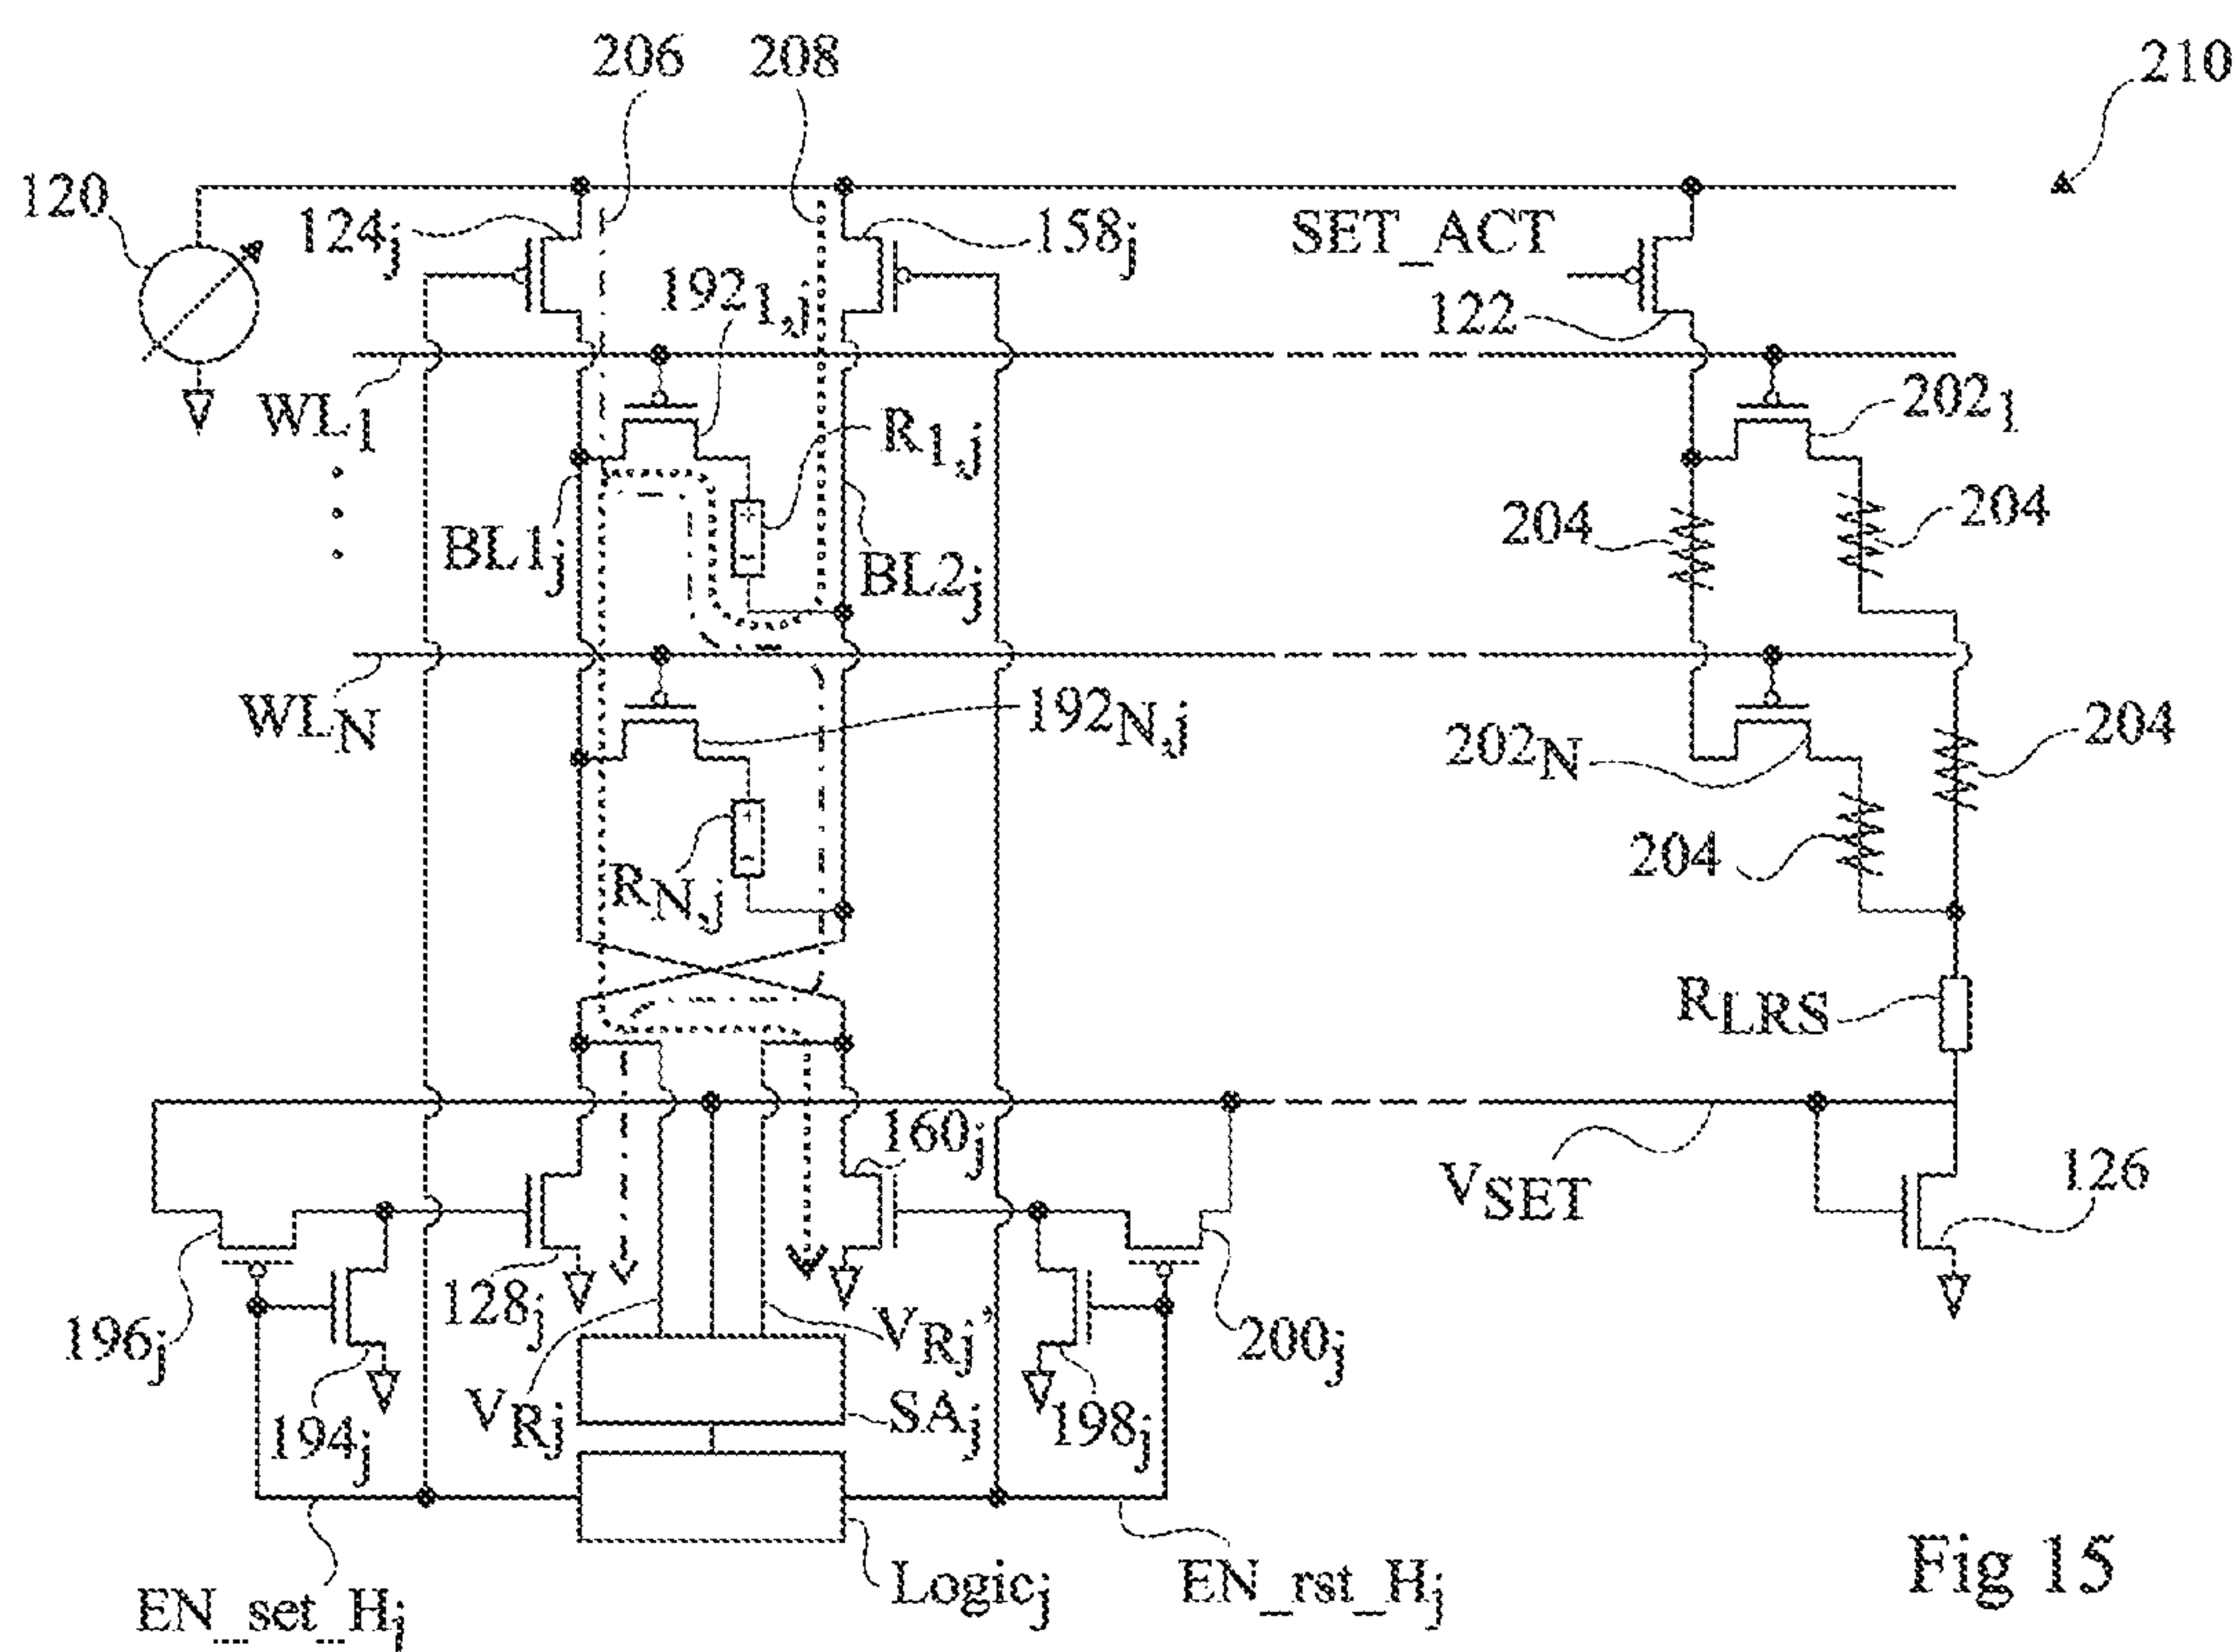 206
208
210
120
124j
158j
SET_ACT
1921,j
122
WL1
R1,j
2021
BL1j
BL2j
204
204
WLN
192N,j
202N
204
RN,j
204
RLRS
160j
VSET
126
196j
128j
VRj'
200j
VRj
SAj
194j
198j
Logicj
EN_set_Hj
EN_rst_Hj
Fig 15